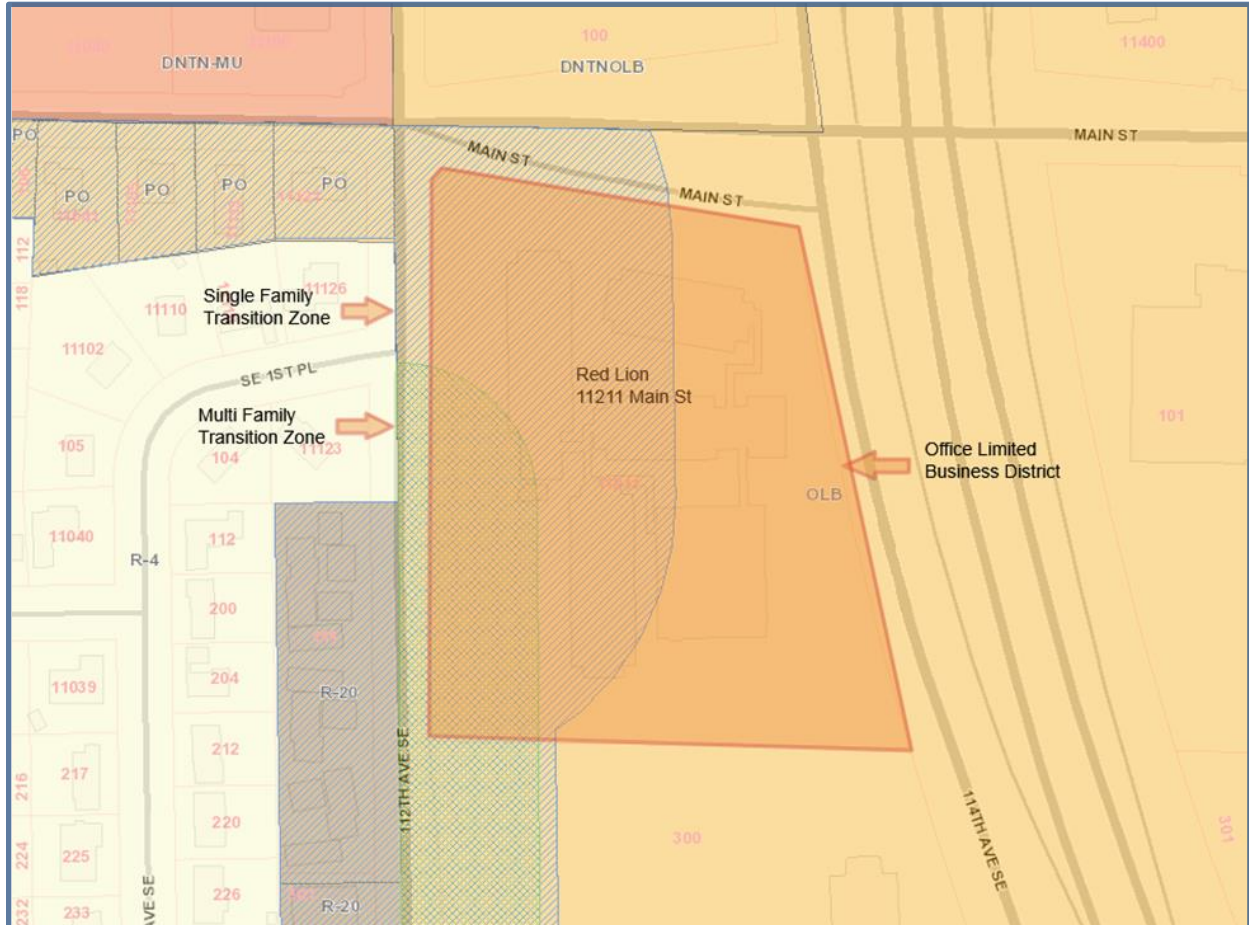 100
11400
DNTN-MU
DNTNOLB
MAIN ST
PO
MAIN ST
PO
PO
PO
PO
MAIN ST
112
118
11126
Single Family
Transition Zone
11110
11102
SE 1ST PL
Red Lion
11211 Main St
Multi Family
Transition Zone
101
105
104
11123
Office Limited
Business District
OLB
11040
112
R-4
200
204
11039
R-20
212
217
216
112TH AVE SE
220
114TH AVE SE
300
301
224
225
226
232
233
AVE SE
R-20